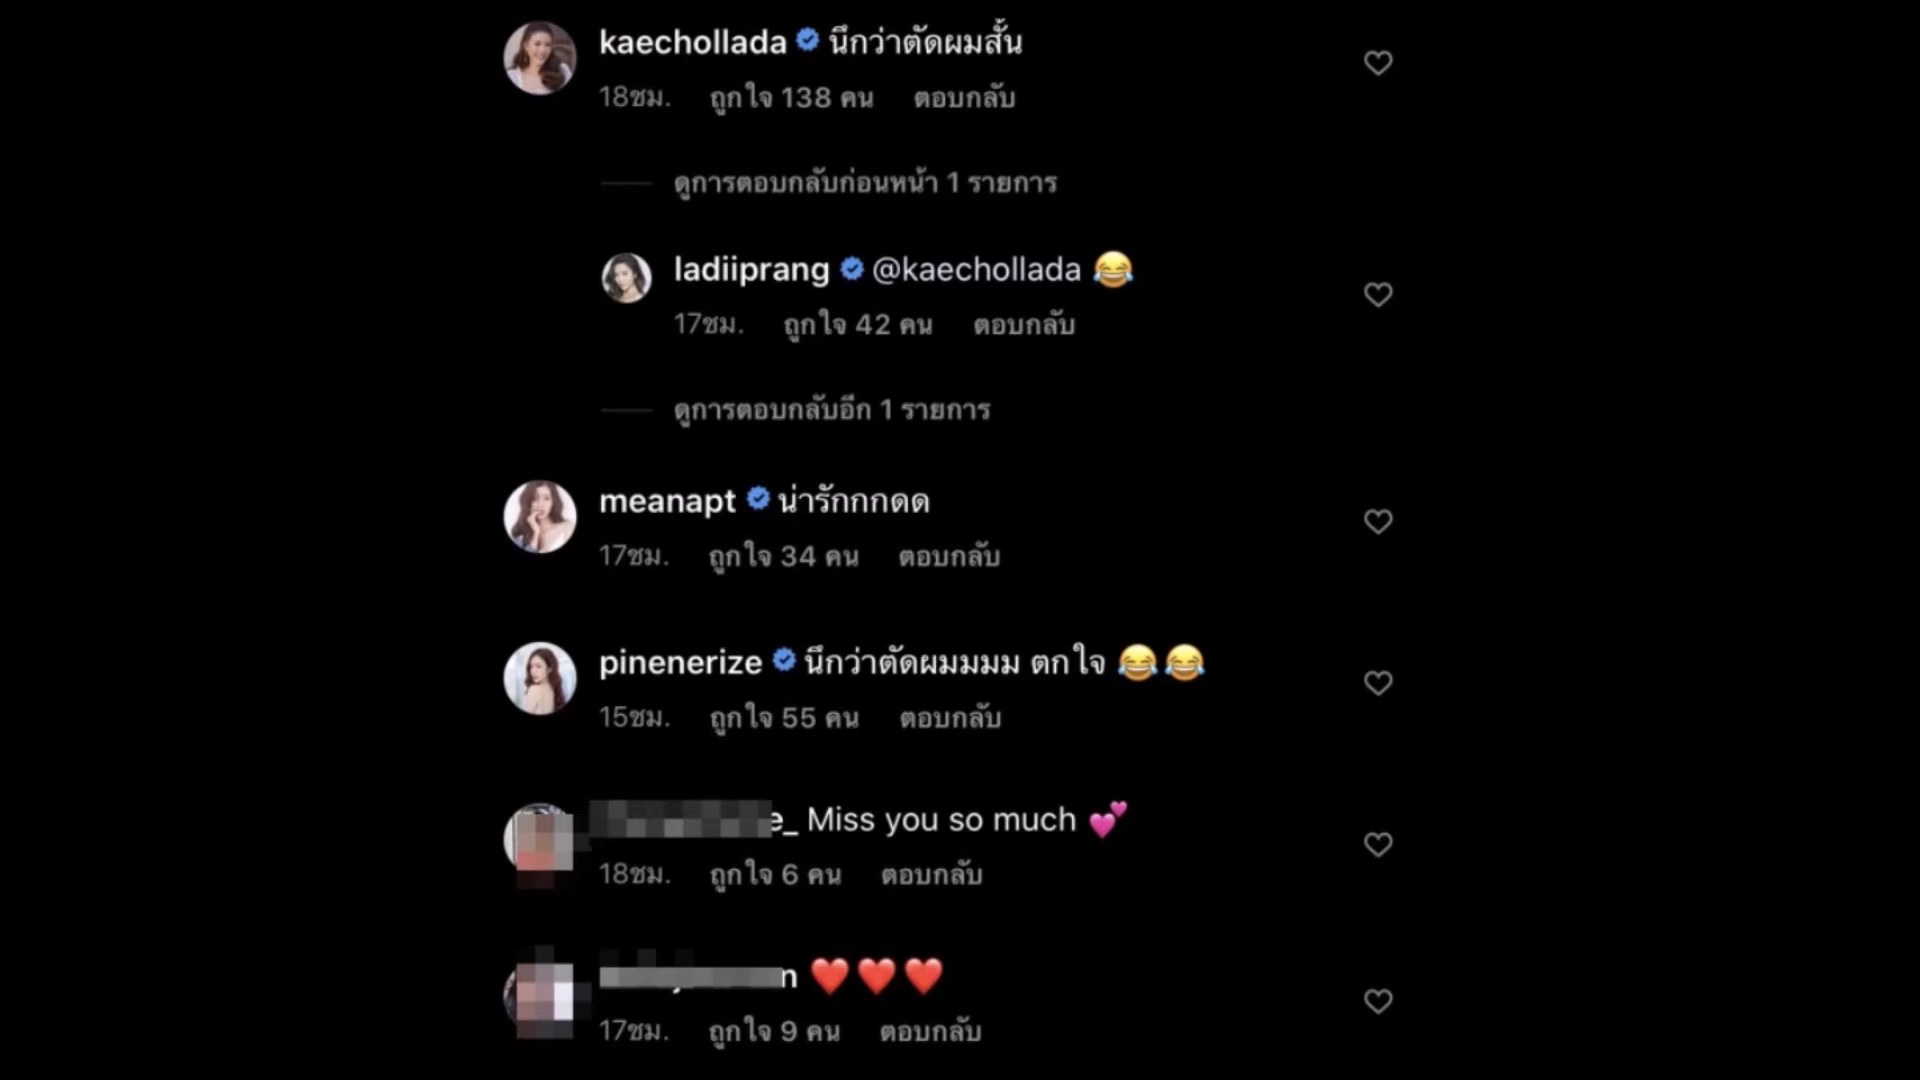 kaechollada นึกว่าตัดผมสั้น
18ชม. ถูกใจ 138 คน ตอบกลับ
ดูการตอบกลับก่อนหน้า 1 รายการ
ladiiprang @kaechollada 😂
17ชม. ถูกใจ 42 คน ตอบกลับ
ดูการตอบกลับอีก 1 รายการ
meanapt น่ารักกกดด
17ชม. ถูกใจ 34 คน ตอบกลับ
pinenerize นึกว่าตัดผมมมม ตกใจ 😂😂
15ชม. ถูกใจ 55 คน ตอบกลับ
Miss you so much 💕
18ชม. ถูกใจ 6 คน ตอบกลับ
❤️❤️❤️
17ชม. ถูกใจ 9 คน ตอบกลับ